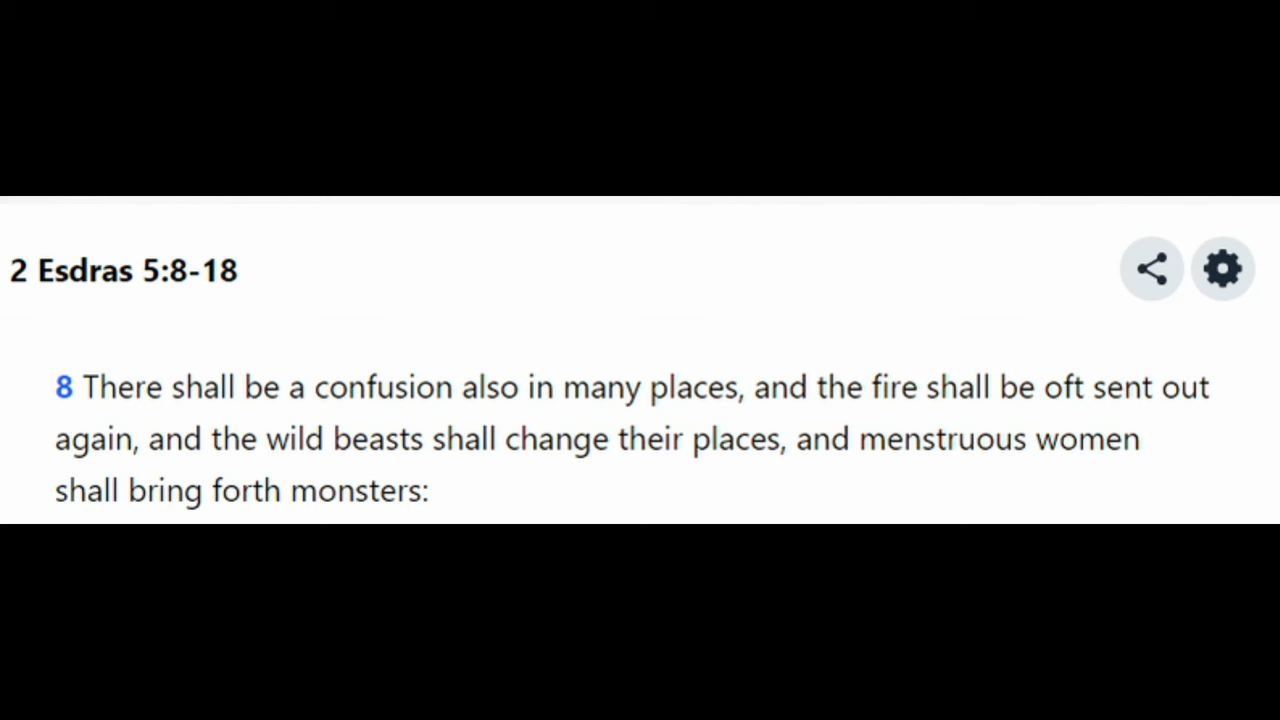 2 Esdras 5:8-18
8 There shall be a confusion also in many places, and the fire shall be oft sent out
again, and the wild beasts shall change their places, and menstruous women
shall bring forth monsters: